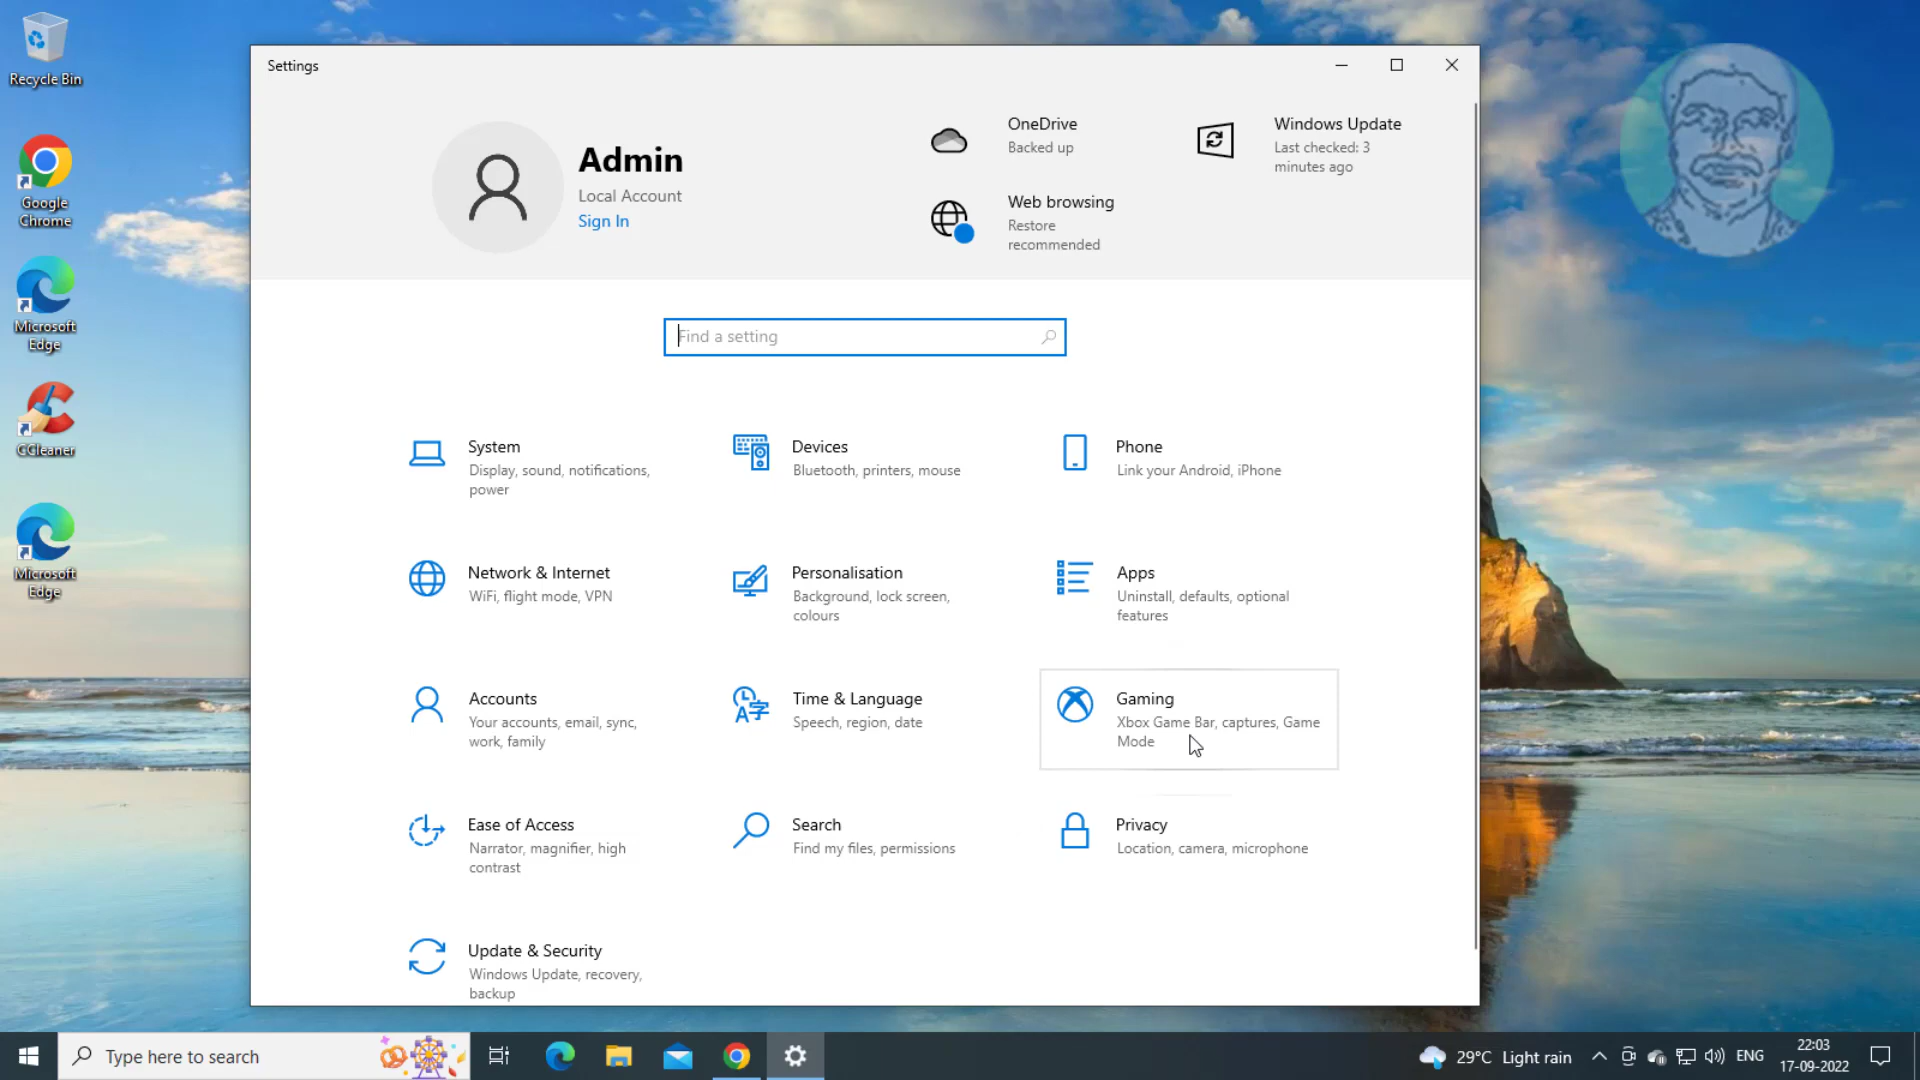 Recycle Bin
Google
Chrome
Microsoft
Edge
CCleaner
Microsoft
Edge
Settings
Admin
Local Account
Sign In
OneDrive
Backed up
Windows Update
Last checked: 3
minutes ago
Web browsing
Restore
recommended
Find a setting
System
Display, sound, notifications,
power
Devices
Bluetooth, printers, mouse
Phone
Link your Android, iPhone
Network & Internet
WiFi, flight mode, VPN
Personalisation
Background, lock screen,
colours
Apps
Uninstall, defaults, optional
features
Accounts
Your accounts, email, sync,
work, family
Time & Language
Speech, region, date
Gaming
Xbox Game Bar, captures, Game
Mode
Ease of Access
Narrator, magnifier, high
contrast
Search
Find my files, permissions
Privacy
Location, camera, microphone
Update & Security
Windows Update, recovery,
backup
Type here to search
29°C Light rain
ENG
22:03
17-09-2022